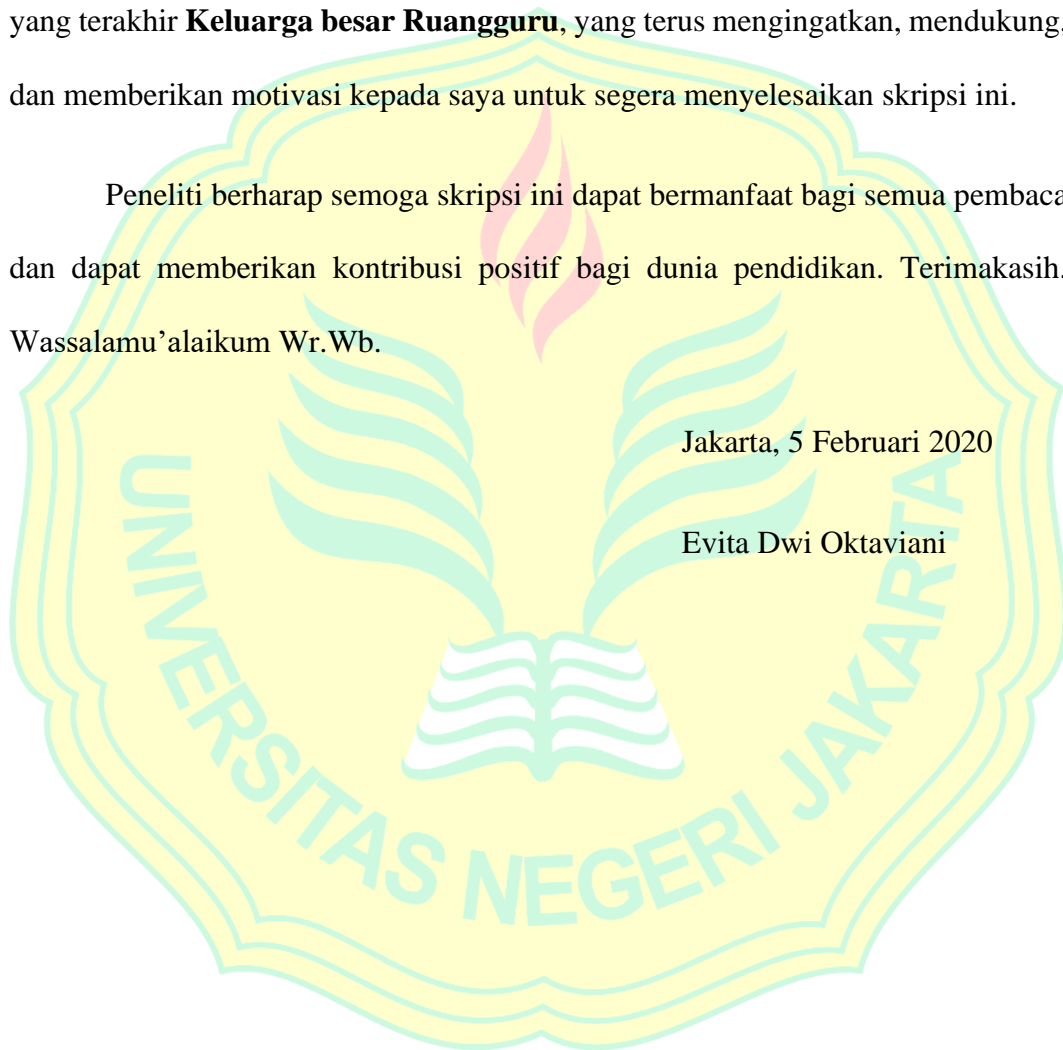 yang terakhir Keluarga besar Ruangguru, yang terus mengingatkan, mendukung,
dan memberikan motivasi kepada saya untuk segera menyelesaikan skripsi ini.
Peneliti berharap semoga skripsi ini dapat bermanfaat bagi semua pembaca
dan dapat memberikan kontribusi positif bagi dunia pendidikan. Terimakasih.
Wassalamu’alaikum Wr.Wb.
Jakarta, 5 Februari 2020
Evita Dwi Oktaviani
UNIVERSITAS NEGERI JAKARTA